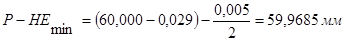 P − HE_min = (60,000 − 0,029) − 0,005/2 = 59,9685 мм